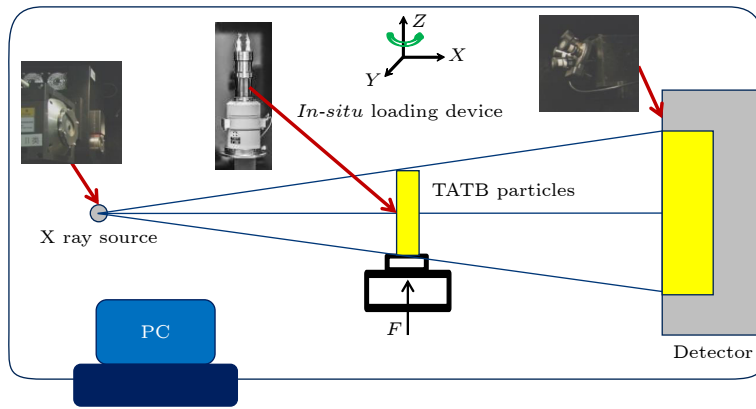 Z
X
Y
In-situ loading device
TATB particles
X ray source
F
PC
Detector